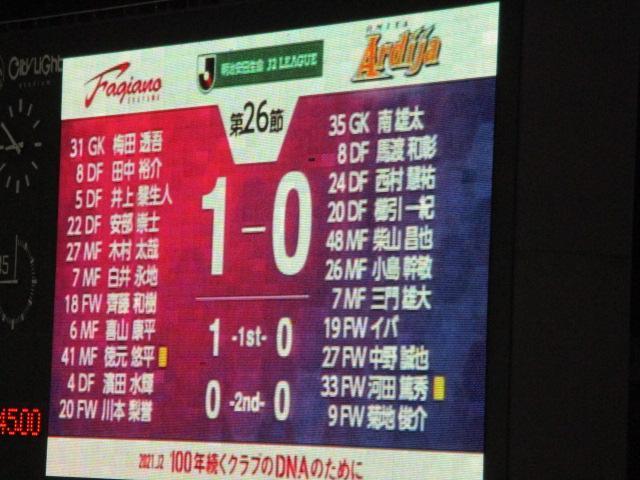 City Light
STADIUM
Fagiano
OKAYAMA
明治安田生命 J2 LEAGUE
OMIYA
Ardija
第26節
31 GK 梅田 透吾
8 DF 田中 裕介
5 DF 井上 黎生人
22 DF 安部 崇士
27 MF 木村 太哉
7 MF 白井 永地
18 FW 齊藤 和樹
6 MF 喜山 康平
41 MF 徳元 悠平
4 DF 濱田 水輝
20 FW 川本 梨誉
1-0
1 -1st- 0
0 -2nd- 0
35 GK 南 雄太
8 DF 馬渡 和彰
24 DF 西村 慧祐
20 DF 櫛引 一紀
48 MF 柴山 昌也
26 MF 小島 幹敏
7 MF 三門 雄大
19 FW イバ
27 FW 中野 誠也
33 FW 河田 篤秀
9 FW 菊地 俊介
45:00
2021.J2 100年続くクラブのDNAのために